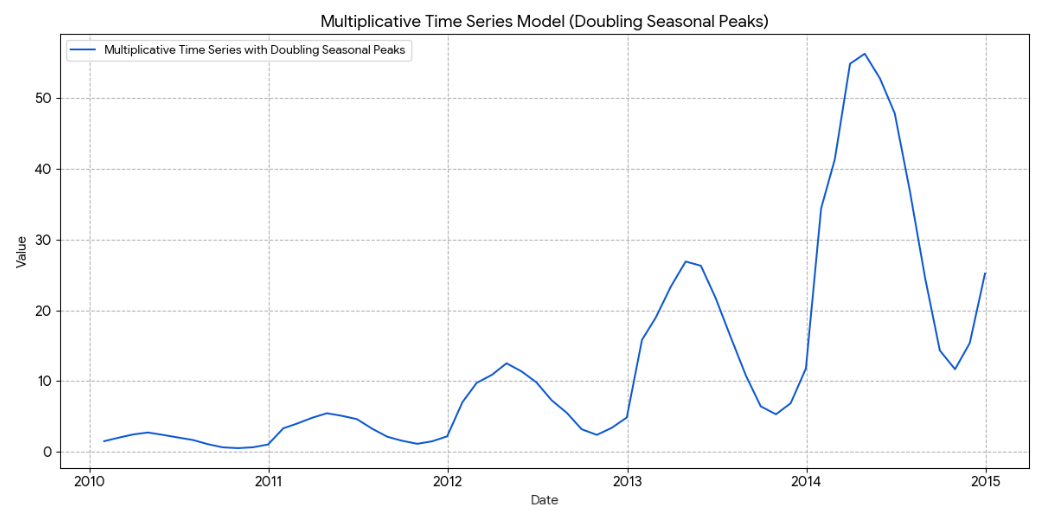 Multiplicative Time Series Model (Doubling Seasonal Peaks)
Multiplicative Time Series with Doubling Seasonal Peaks
50
40
30
20
10
0
Value
2010 2011 2012 2013 2014 2015
Date